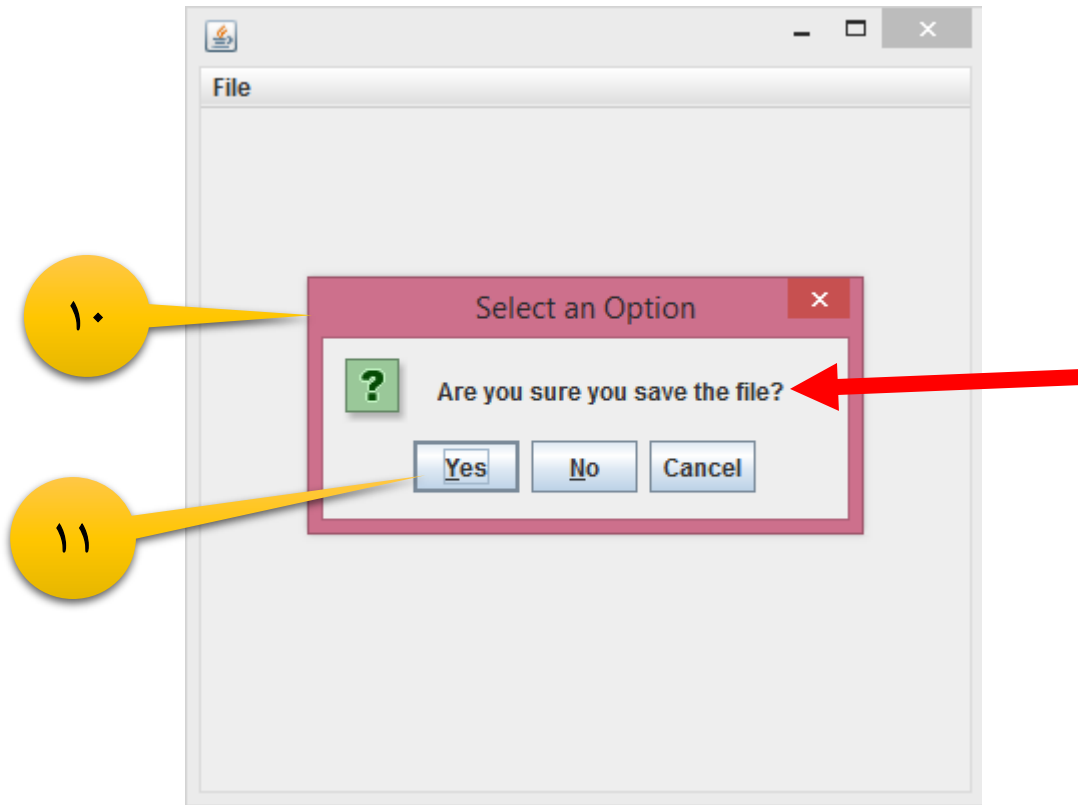 File
Select an Option
١٠
Are you sure you save the file?
Yes No Cancel
١١